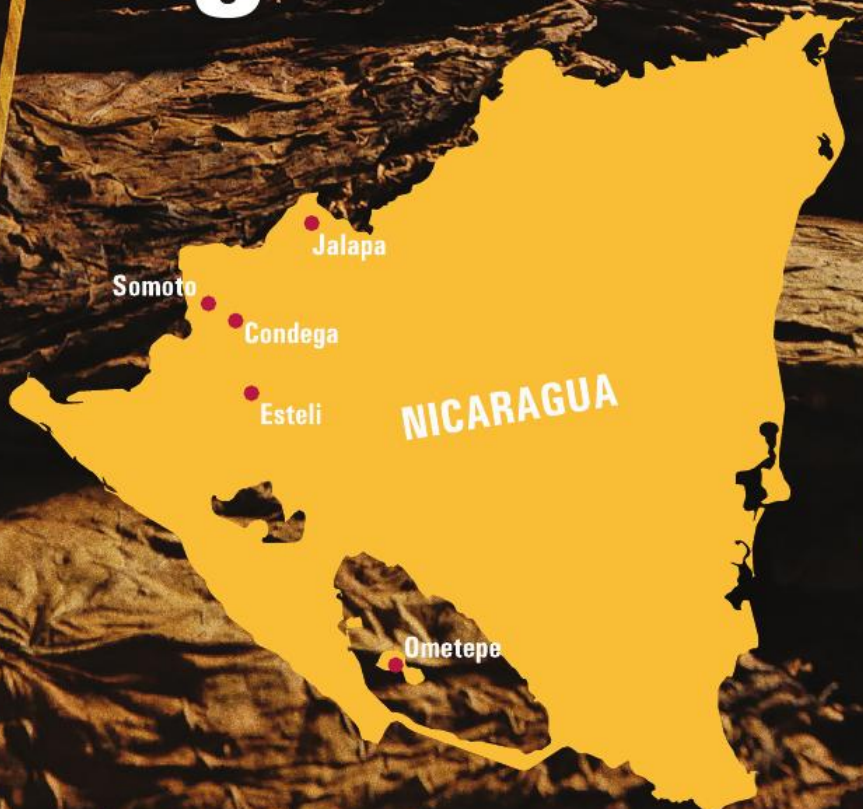 Jalapa
Somoto
Condega
Esteli
NICARAGUA
Ometepe